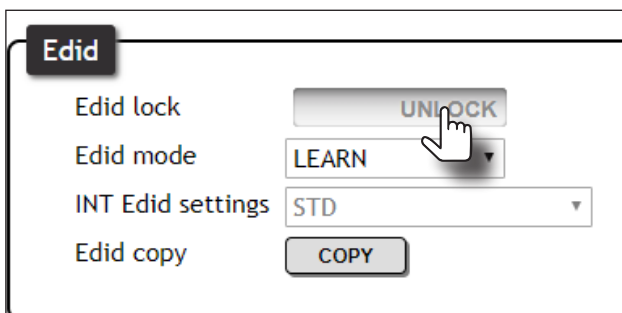 Edid
Edid lock UNLOCK
Edid mode LEARN
INT Edid settings STD
Edid copy COPY